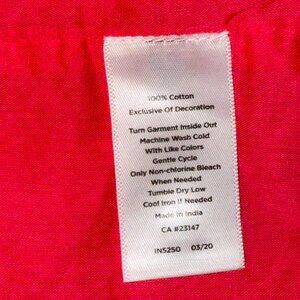 100% Cotton
Exclusive Of Decoration
Turn Garment Inside Out
Machine Wash Cold
With Like Colors
Gentle Cycle
Only Non-chlorine Bleach
When Needed
Tumble Dry Low
Cool Iron If Needed
Made In India
CA #23147
IN5250 03/20